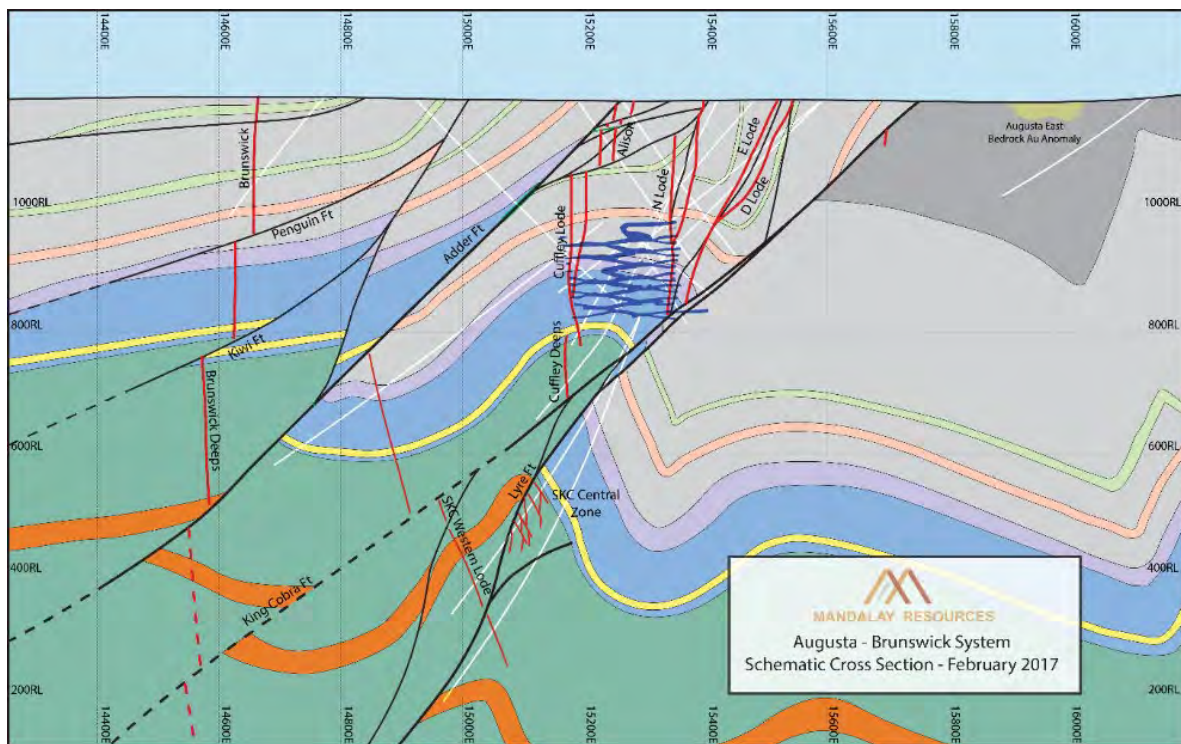 14400E
14600E
14800E
15000E
15200E
15400E
15600E
15800E
16000E
Brunswick
Alison
E Lode
D Lode
N Lode
Augusta East
Bedrock Au Anomaly
1000RL
1000RL
Penguin Ft
Adder Ft
Cuffley Lode
800RL
800RL
Kiwi Ft
Cuffley Deeps
Brunswick Deeps
600RL
600RL
Lyre Ft
SKC Central
Zone
SKC Western Lode
400RL
400RL
King Cobra Ft
MANDALAY RESOURCES
Augusta - Brunswick System
Schematic Cross Section - February 2017
200RL
200RL
14400E
14600E
14800E
15000E
15200E
15400E
15600E
15800E
16000E